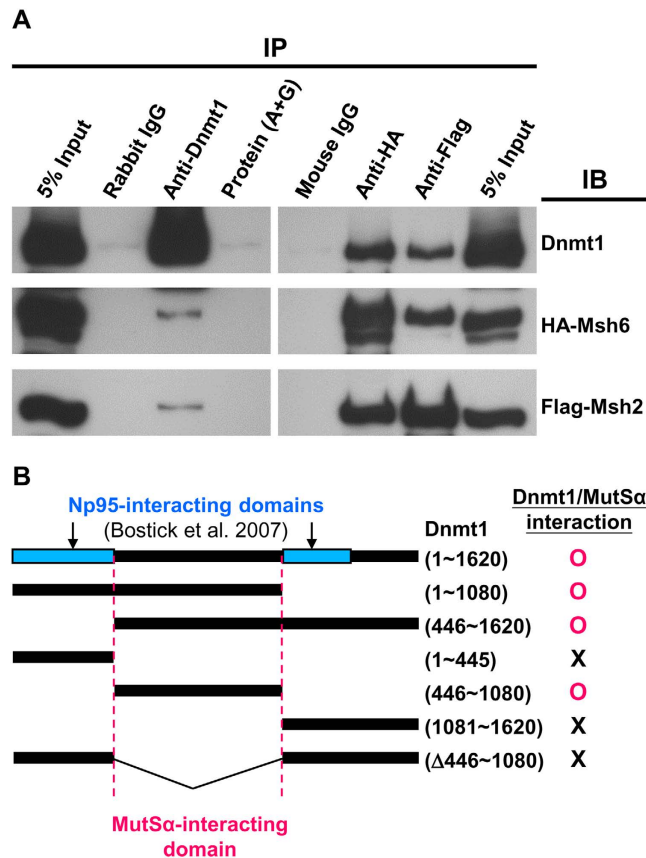 A
IP
5% Input
Rabbit IgG
Anti-Dnmt1
Protein (A+G)
Mouse IgG
Anti-HA
Anti-Flag
5% Input
IB
Dnmt1
HA-Msh6
Flag-Msh2
B
Np95-interacting domains
(Bostick et al. 2007)
Dnmt1
Dnmt1/MutSα
interaction
(1~1620) O
(1~1080) O
(446~1620) O
(1~445) X
(446~1080) O
(1081~1620) X
(Δ446~1080) X
MutSα-interacting
domain